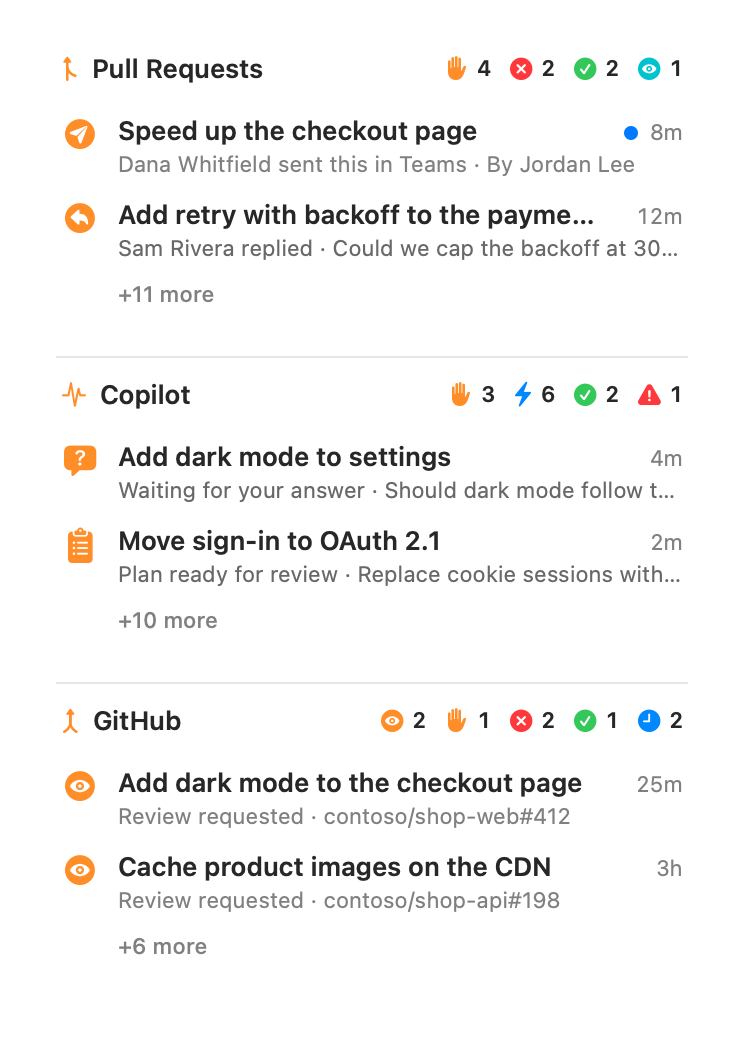 Pull Requests 4 2 2 1
Speed up the checkout page 8m
Dana Whitfield sent this in Teams · By Jordan Lee
Add retry with backoff to the payme... 12m
Sam Rivera replied · Could we cap the backoff at 30...
+11 more
Copilot 3 6 2 1
Add dark mode to settings 4m
Waiting for your answer · Should dark mode follow t...
Move sign-in to OAuth 2.1 2m
Plan ready for review · Replace cookie sessions with...
+10 more
GitHub 2 1 2 1 2
Add dark mode to the checkout page 25m
Review requested · contoso/shop-web#412
Cache product images on the CDN 3h
Review requested · contoso/shop-api#198
+6 more